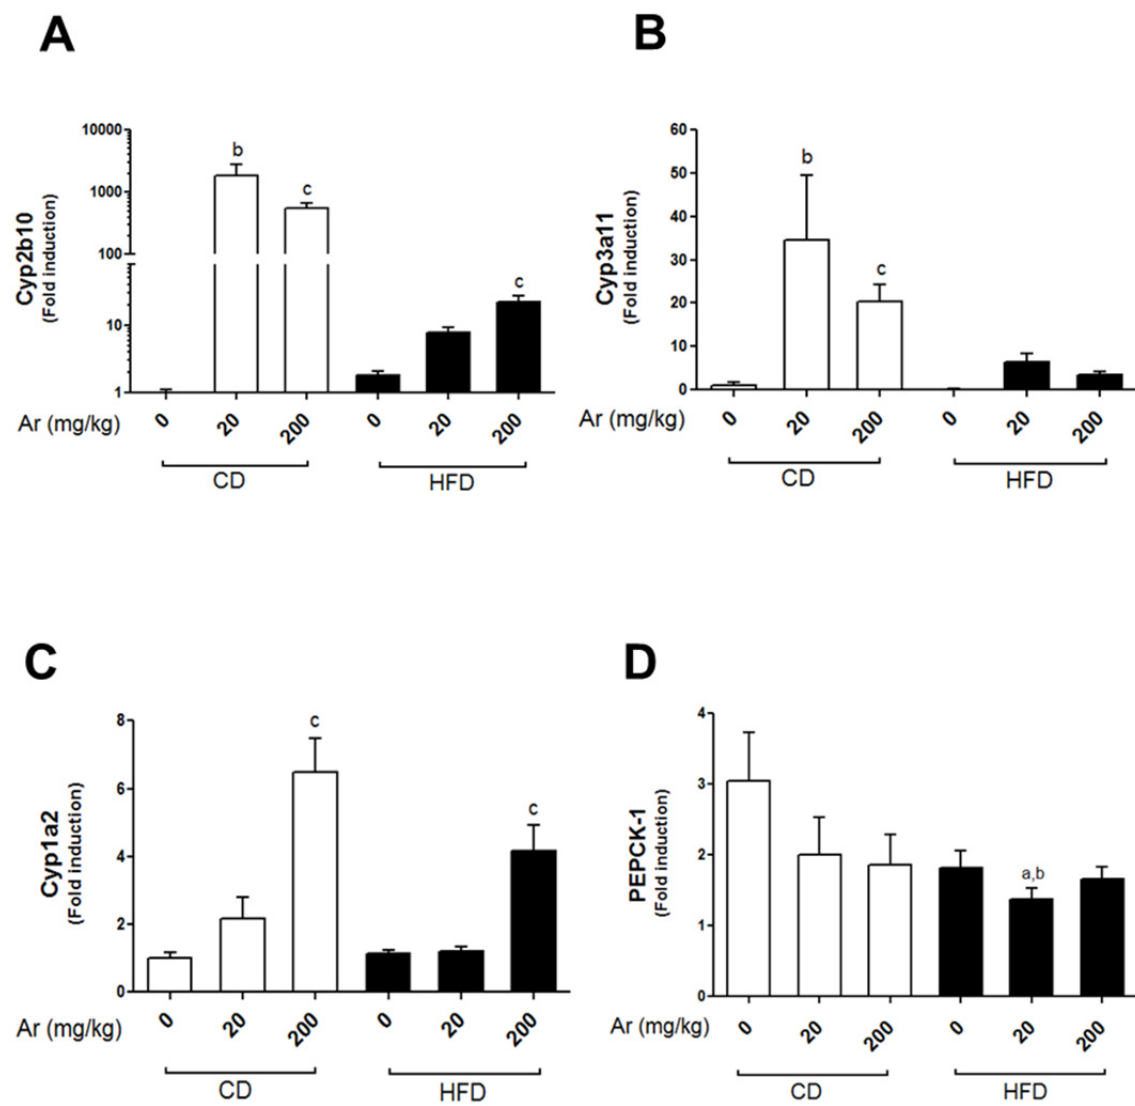 A
Cyp2b10
(Fold induction)
10000
1000
100
10
1
b
c
c
Ar (mg/kg)
0
20
200
0
20
200
CD
HFD
B
Cyp3a11
(Fold induction)
60
50
40
30
20
10
0
b
c
Ar (mg/kg)
0
20
200
0
20
200
CD
HFD
C
Cyp1a2
(Fold induction)
8
6
4
2
0
c
c
Ar (mg/kg)
0
20
200
0
20
200
CD
HFD
D
PEPCK-1
(Fold induction)
4
3
2
1
0
a,b
Ar (mg/kg)
0
20
200
0
20
200
CD
HFD